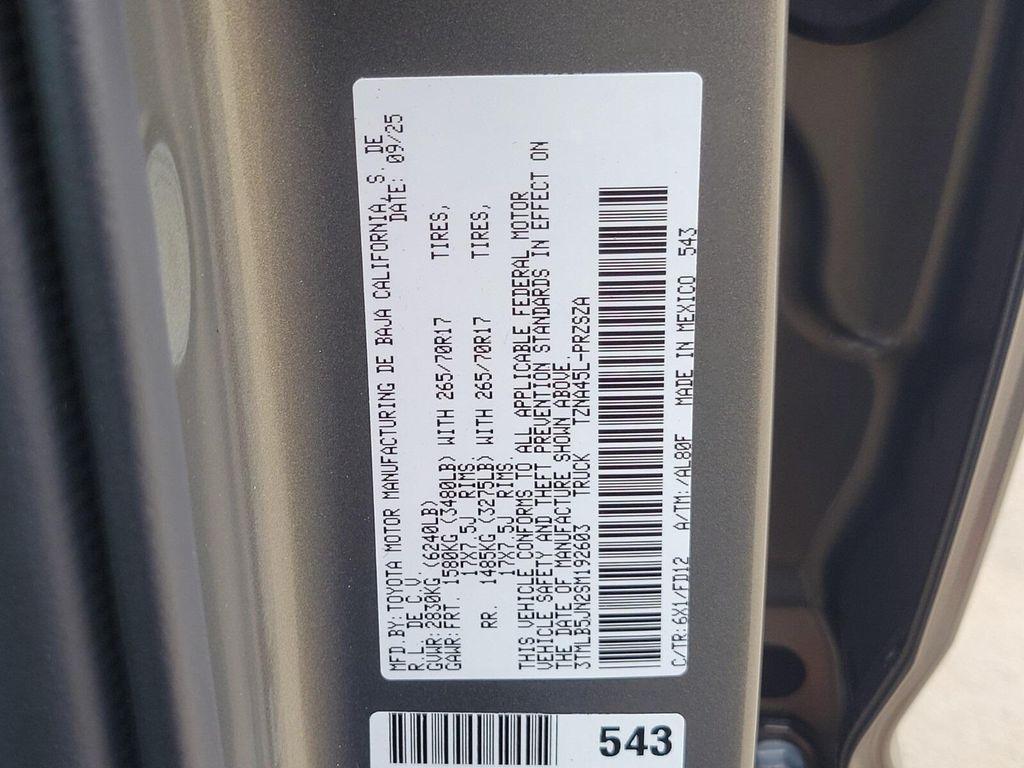 MFD.BY:TOYOTA MOTOR MANUFACTURING DE BAJA CALIFORNIA, S. DE
R.L. DE C.V. DATE: 09/25
GVWR:2830KG (6240LB)
GAWR:FRT. 1580KG (3480LB) WITH 265/70R17 TIRES,
17X7.5J RIMS
RR. 1485KG (3275LB) WITH 265/70R17 TIRES,
17X7.5J RIMS
THIS VEHICLE CONFORMS TO ALL APPLICABLE FEDERAL MOTOR
VEHICLE SAFETY AND THEFT PREVENTION STANDARDS IN EFFECT ON
THE DATE OF MANUFACTURE SHOWN ABOVE.
3TMLB5JN2SM192603 TRUCK TZNA45L-PRZSZA
C/TR:6X1/FD12 A/TM:/AL80F MADE IN MEXICO 543
543